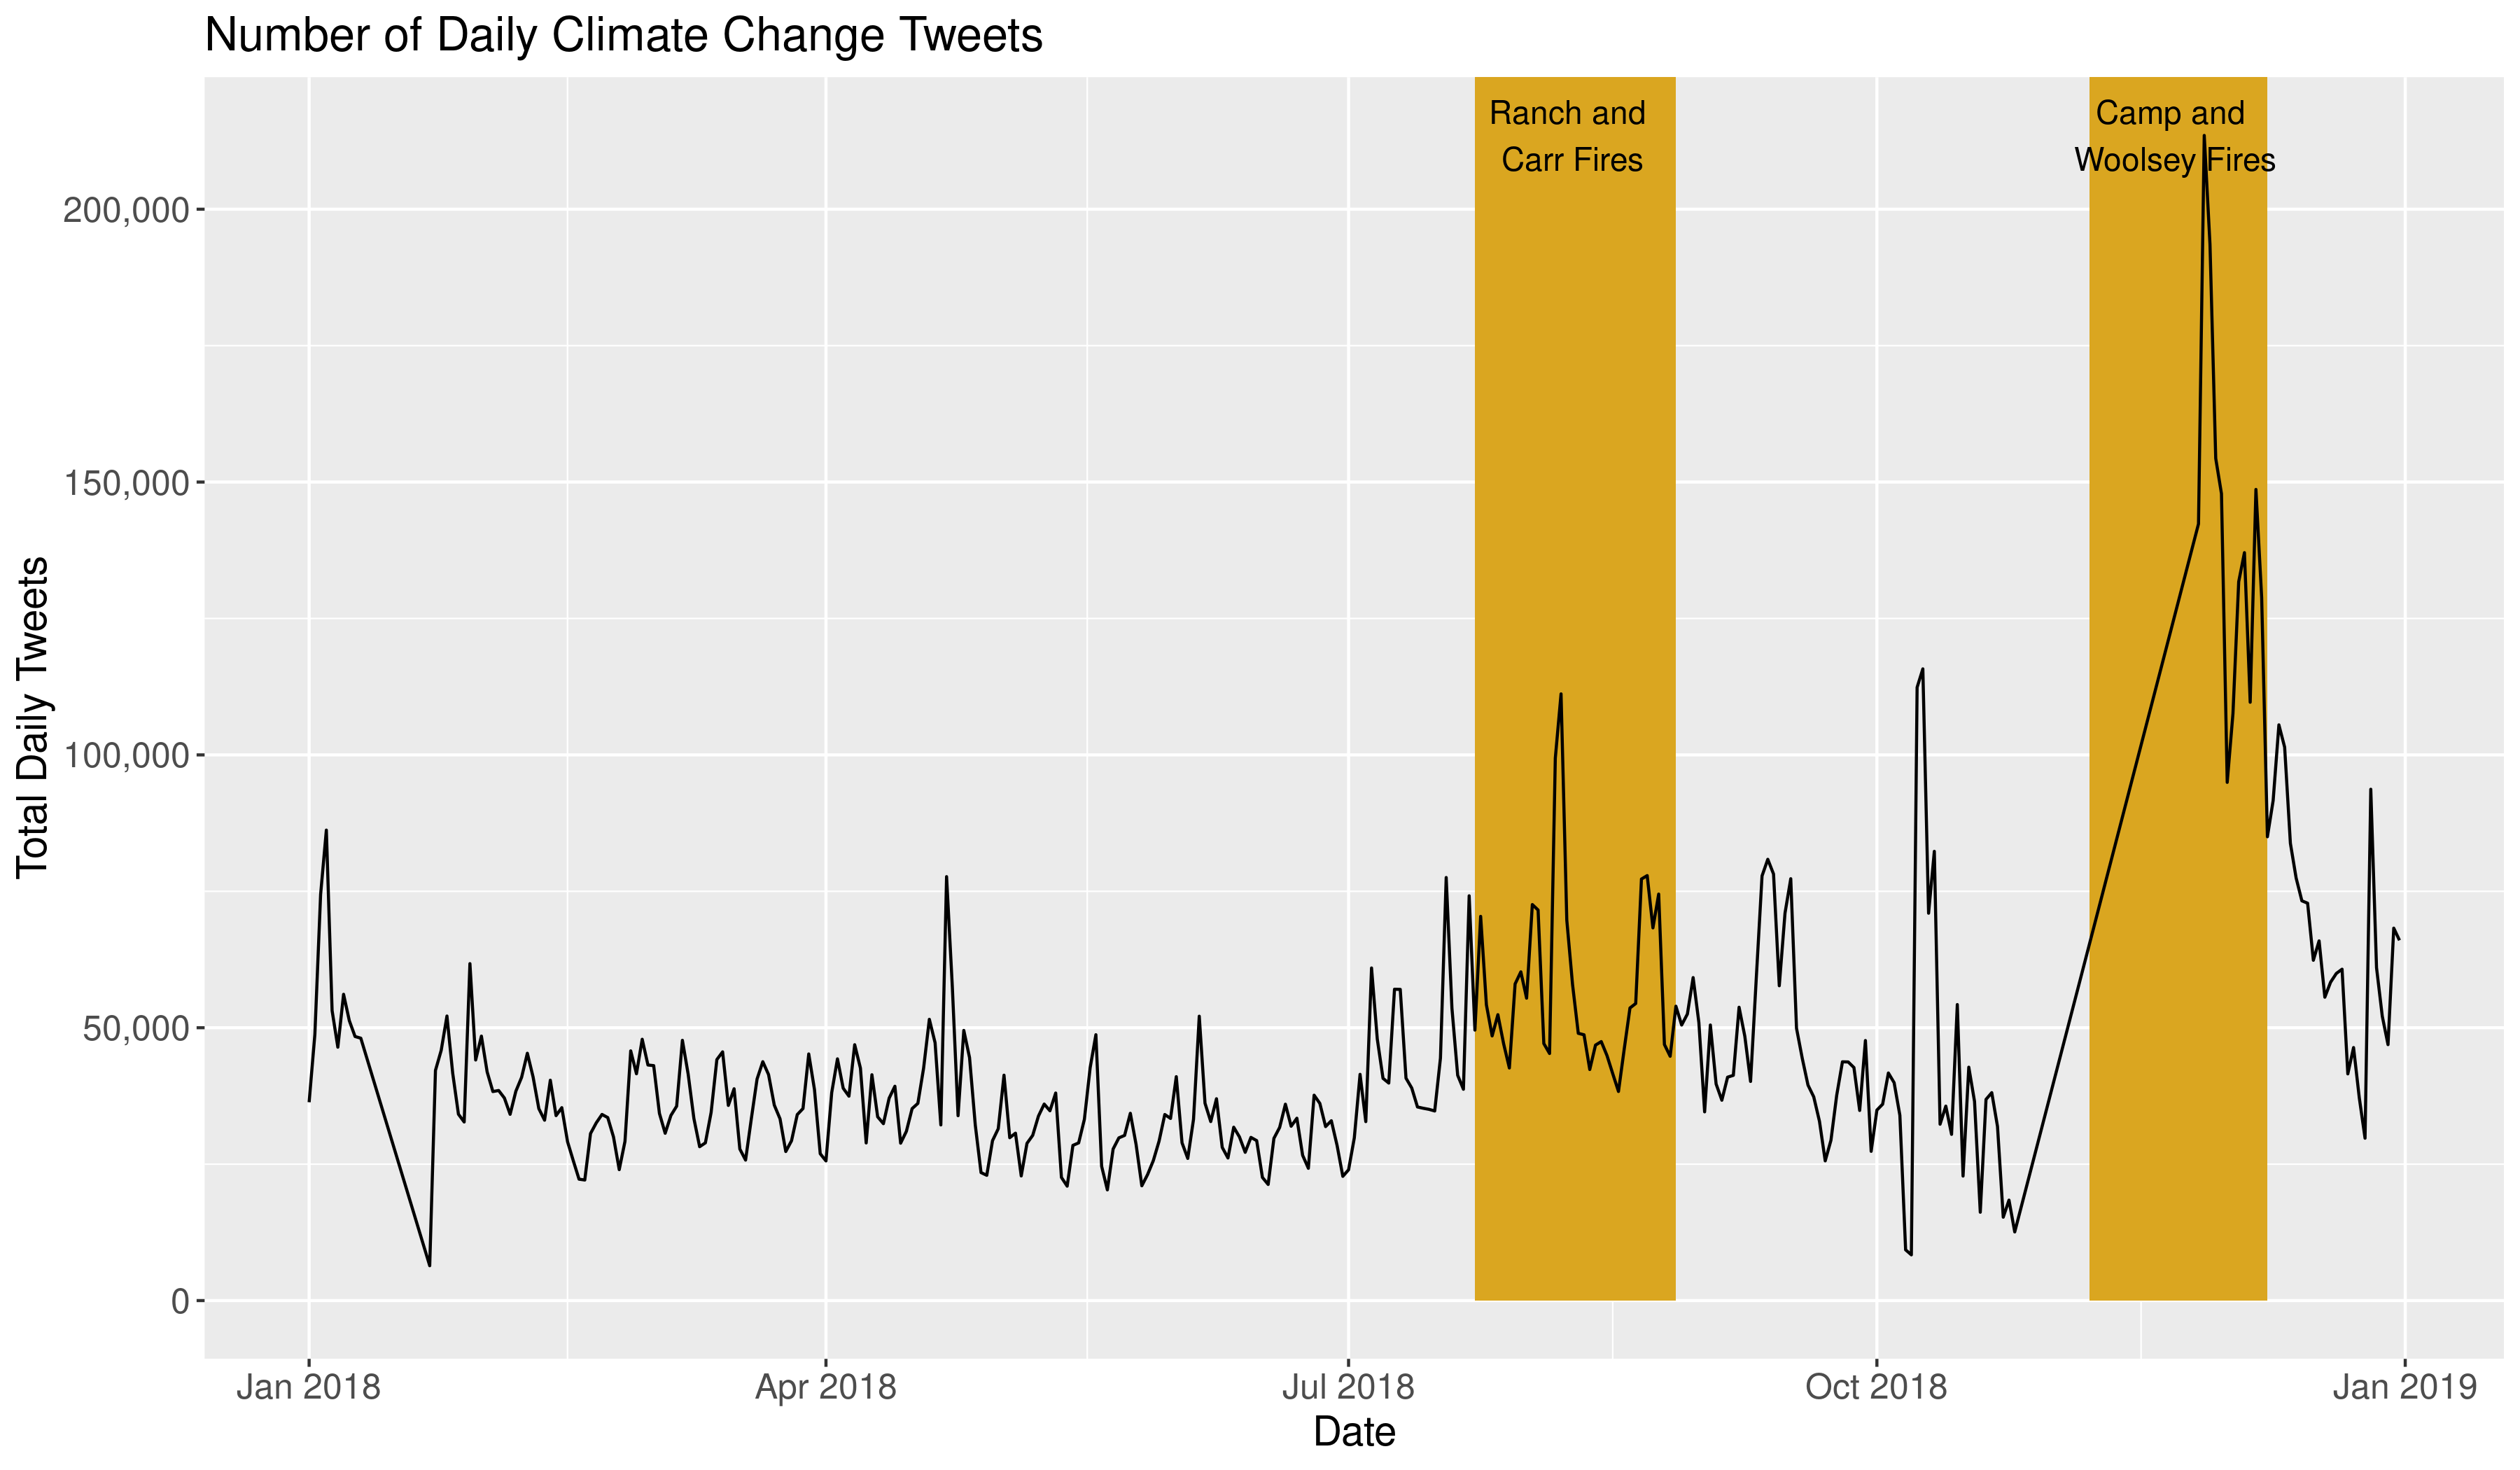 Number of Daily Climate Change Tweets
Ranch and
Carr Fires
Camp and
Woolsey Fires
200,000
150,000
100,000
50,000
0
Total Daily Tweets
Jan 2018
Apr 2018
Jul 2018
Oct 2018
Jan 2019
Date